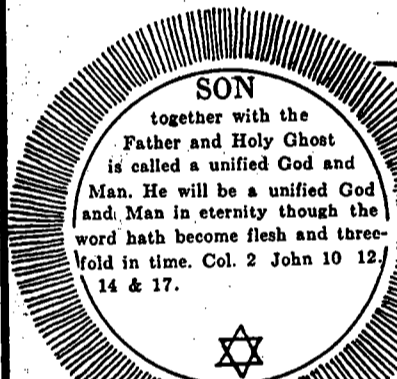 SON
together with the
Father and Holy Ghost
is called a unified God and
Man. He will be a unified God
and Man in eternity though the
word hath become flesh and three-
fold in time. Col. 2 John 10 12,
14 & 17.